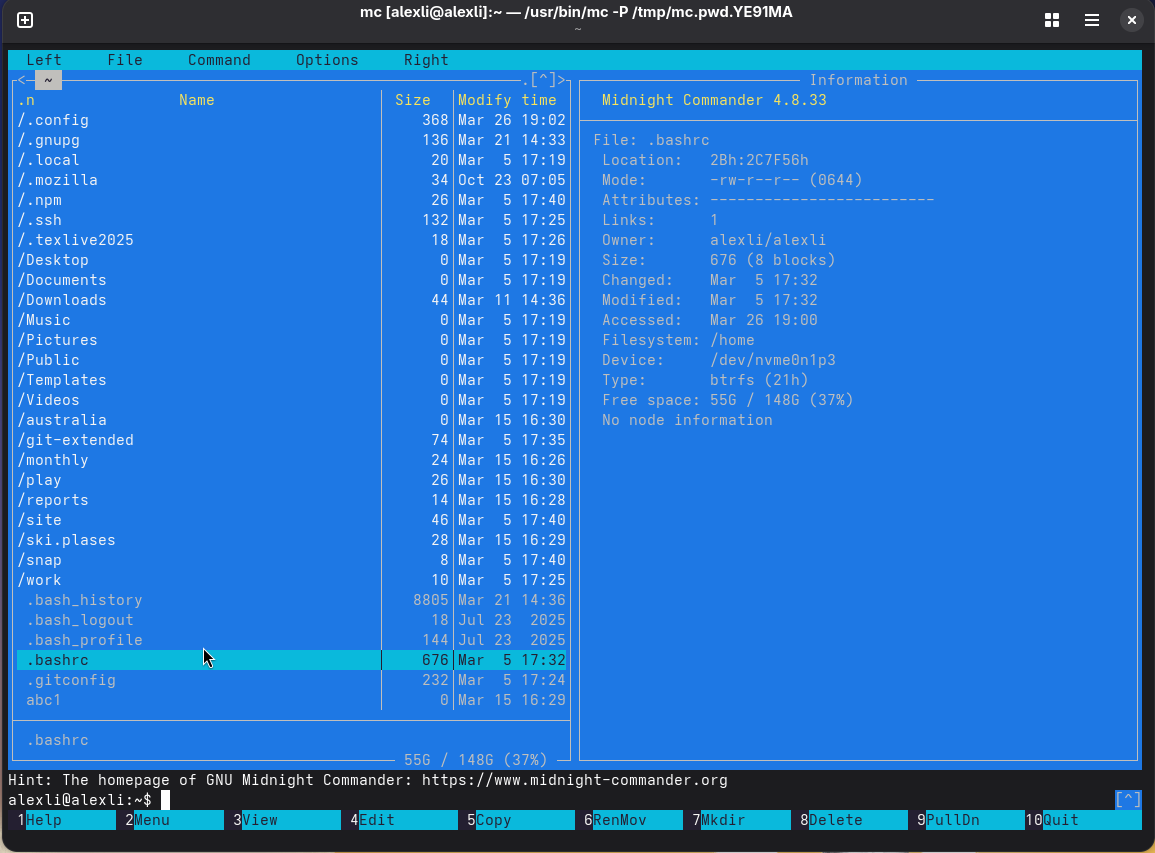 mc [alexli@alexli]:~ — /usr/bin/mc -P /tmp/mc.pwd.YE91MA
~
Left File Command Options Right
<- ~ .[^]>
.n Name Size Modify time
/.config 368 Mar 26 19:02
/.gnupg 136 Mar 21 14:33
/.local 20 Mar 5 17:19
/.mozilla 34 Oct 23 07:05
/.npm 26 Mar 5 17:40
/.ssh 132 Mar 5 17:25
/.texlive2025 18 Mar 5 17:26
/Desktop 0 Mar 5 17:19
/Documents 0 Mar 5 17:19
/Downloads 44 Mar 11 14:36
/Music 0 Mar 5 17:19
/Pictures 0 Mar 5 17:19
/Public 0 Mar 5 17:19
/Templates 0 Mar 5 17:19
/Videos 0 Mar 5 17:19
/australia 0 Mar 15 16:30
/git-extended 74 Mar 5 17:35
/monthly 24 Mar 15 16:26
/play 26 Mar 15 16:30
/reports 14 Mar 15 16:28
/site 46 Mar 5 17:40
/ski.plases 28 Mar 15 16:29
/snap 8 Mar 5 17:40
/work 10 Mar 5 17:25
.bash_history 8805 Mar 21 14:36
.bash_logout 18 Jul 23 2025
.bash_profile 144 Jul 23 2025
.bashrc 676 Mar 5 17:32
.gitconfig 232 Mar 5 17:24
abc1 0 Mar 15 16:29
.bashrc
55G / 148G (37%)
Information
Midnight Commander 4.8.33
File: .bashrc
Location: 2Bh:2C7F56h
Mode: -rw-r--r-- (0644)
Attributes: -------------------------
Links: 1
Owner: alexli/alexli
Size: 676 (8 blocks)
Changed: Mar 5 17:32
Modified: Mar 5 17:32
Accessed: Mar 26 19:00
Filesystem: /home
Device: /dev/nvme0n1p3
Type: btrfs (21h)
Free space: 55G / 148G (37%)
No node information
Hint: The homepage of GNU Midnight Commander: https://www.midnight-commander.org
alexli@alexli:~$ [^]
1Help 2Menu 3View 4Edit 5Copy 6RenMov 7Mkdir 8Delete 9PullDn 10Quit